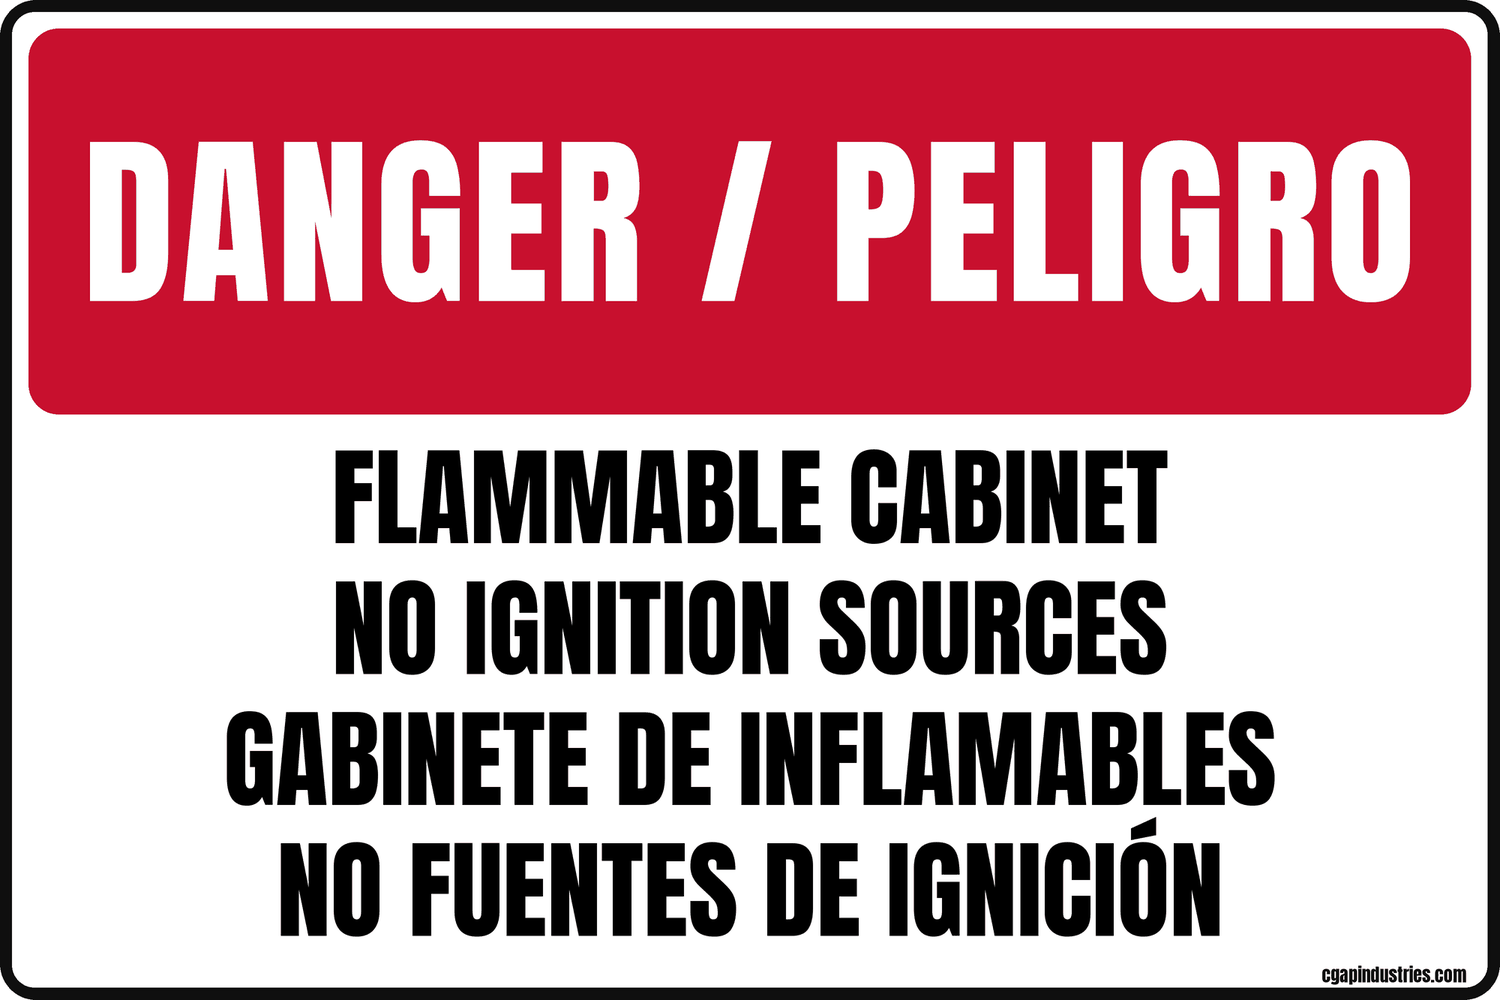 DANGER / PELIGRO
FLAMMABLE CABINET
NO IGNITION SOURCES
GABINETE DE INFLAMABLES
NO FUENTES DE IGNICIÓN
cgapindustries.com